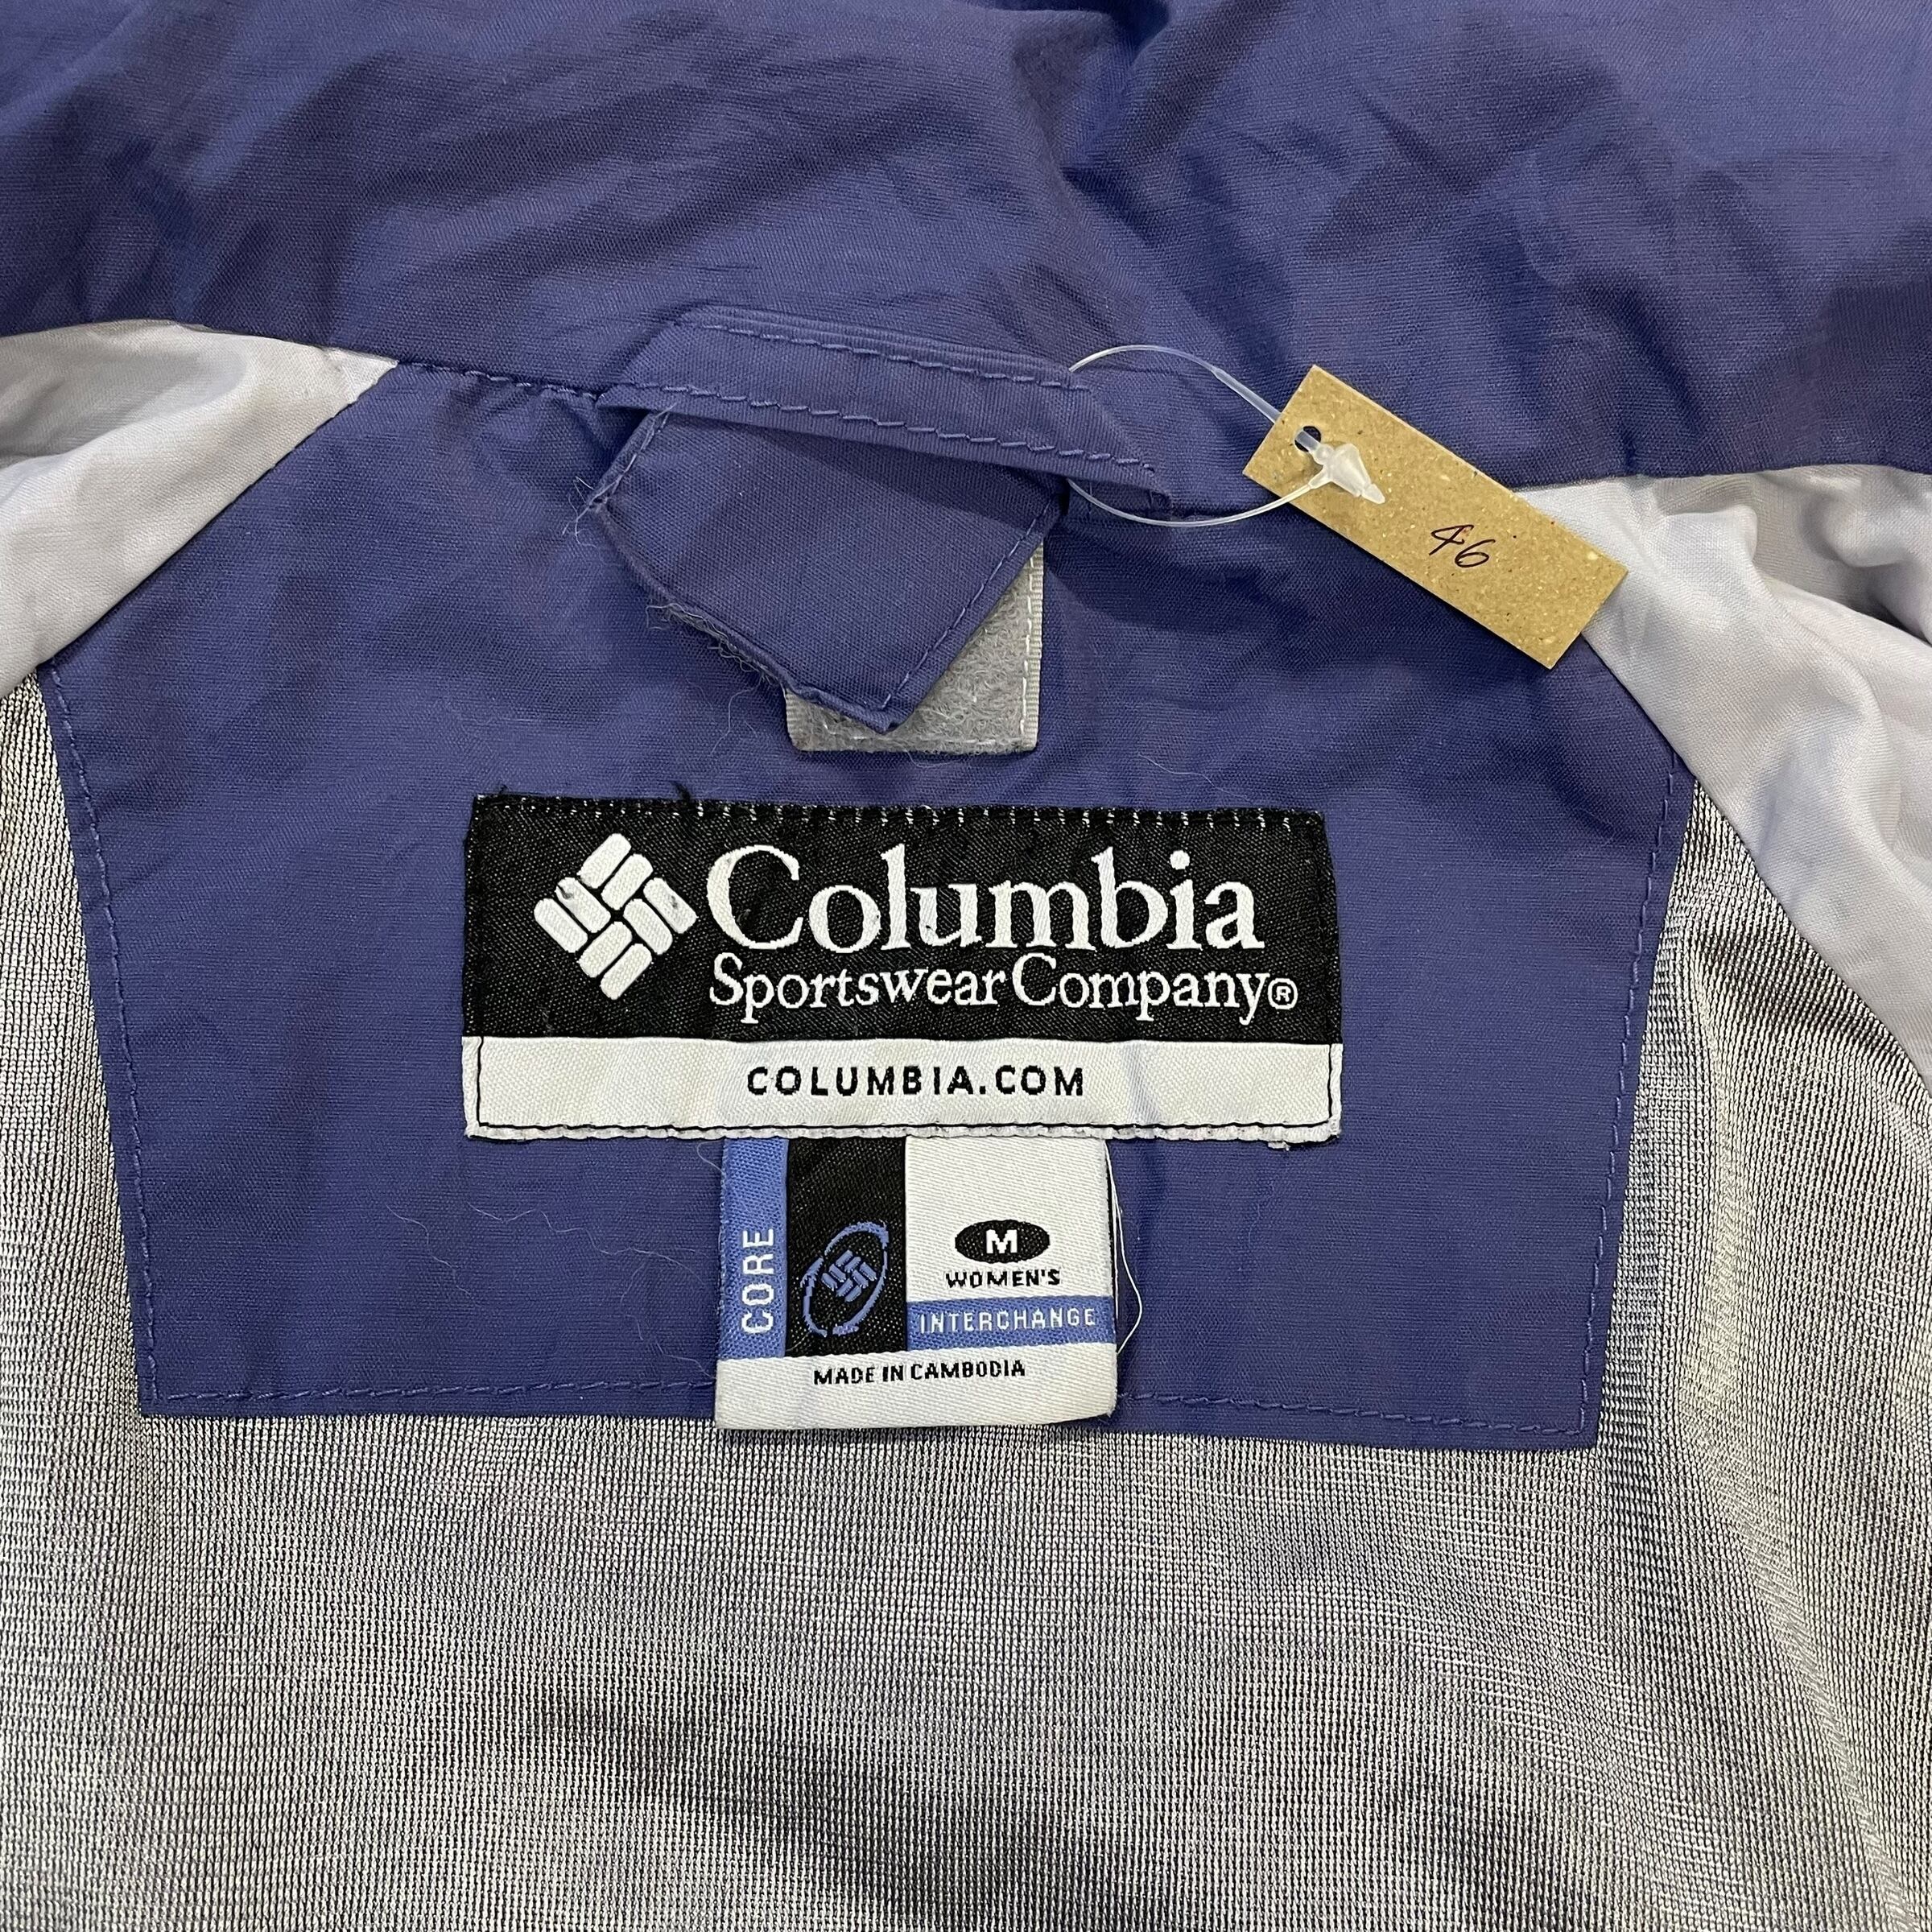 46
Columbia
Sportswear Company®
COLUMBIA.COM
CORE
M
WOMEN'S
INTERCHANGE
MADE IN CAMBODIA